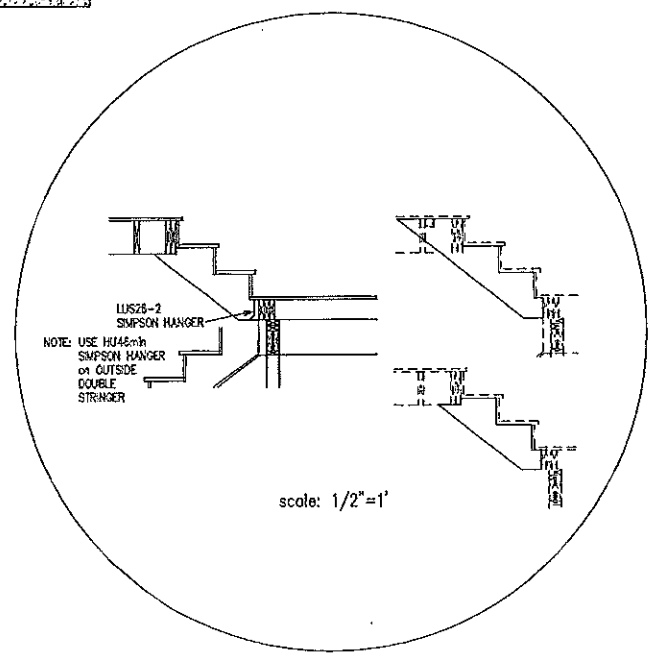 LUS26-2
SIMPSON HANGER
NOTE: USE HU46min
SIMPSON HANGER
on OUTSIDE
DOUBLE
STRINGER
scale: 1/2"=1'